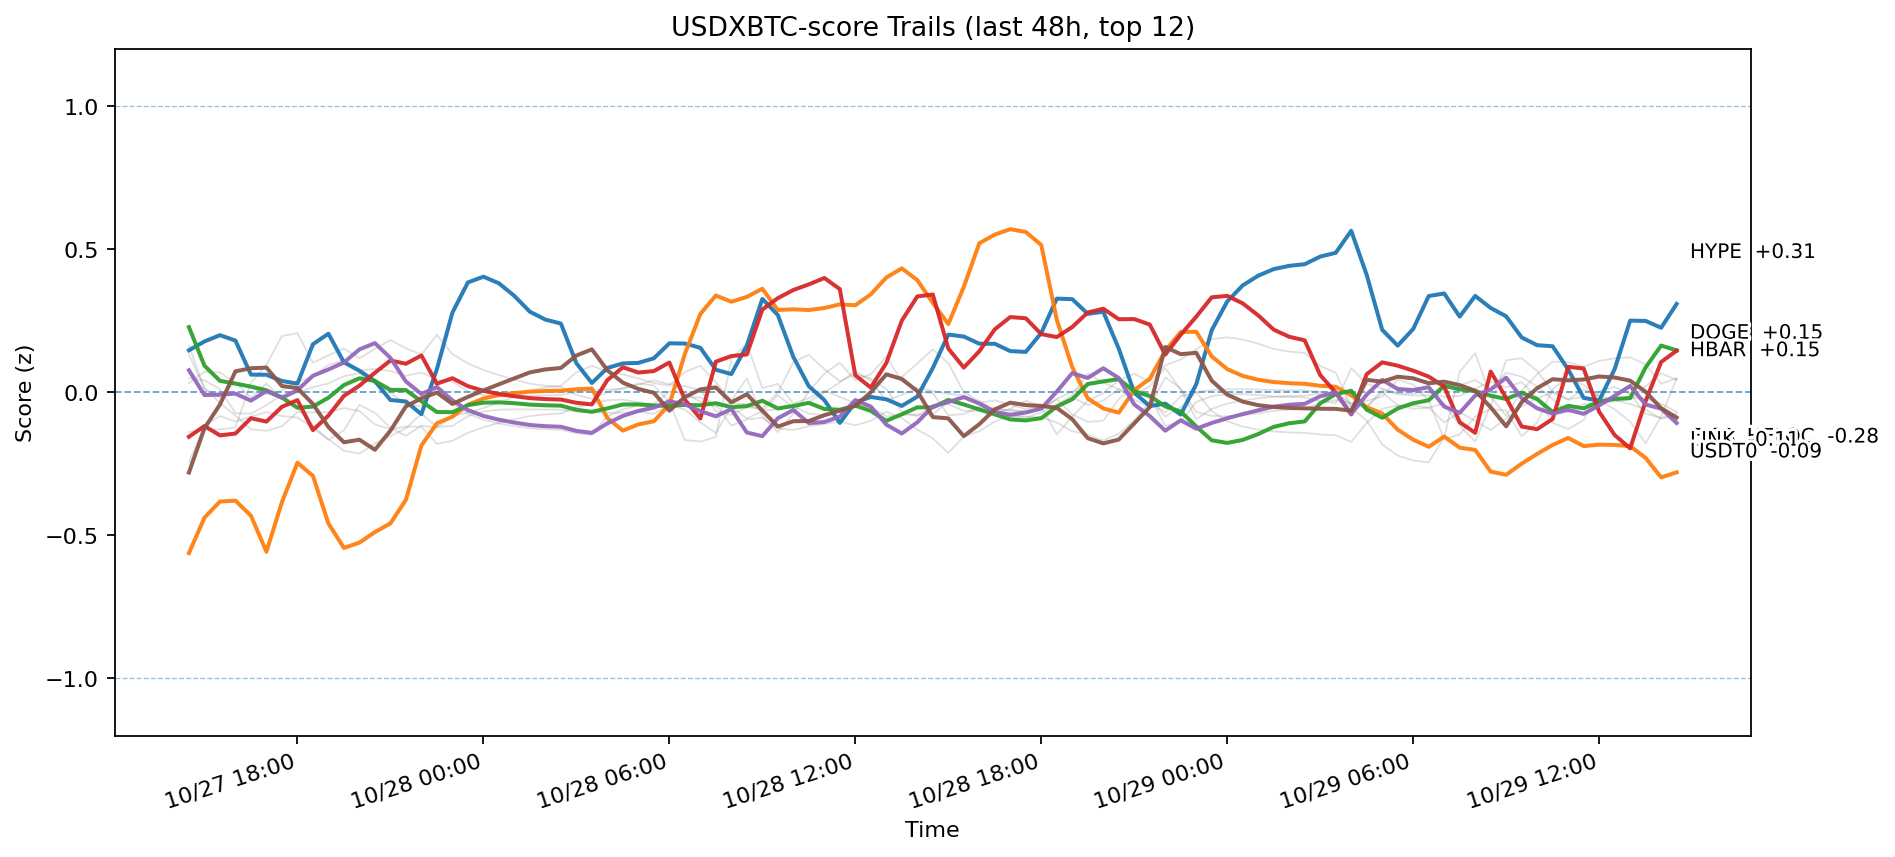 USDXBTC-score Trails (last 48h, top 12)
Score (z)
1.0
0.5
0.0
−0.5
−1.0
HYPE +0.31
DOGE +0.15
HBAR +0.15
-0.28
USDT0 -0.09
10/27 18:00
10/28 00:00
10/28 06:00
10/28 12:00
10/28 18:00
10/29 00:00
10/29 06:00
10/29 12:00
Time